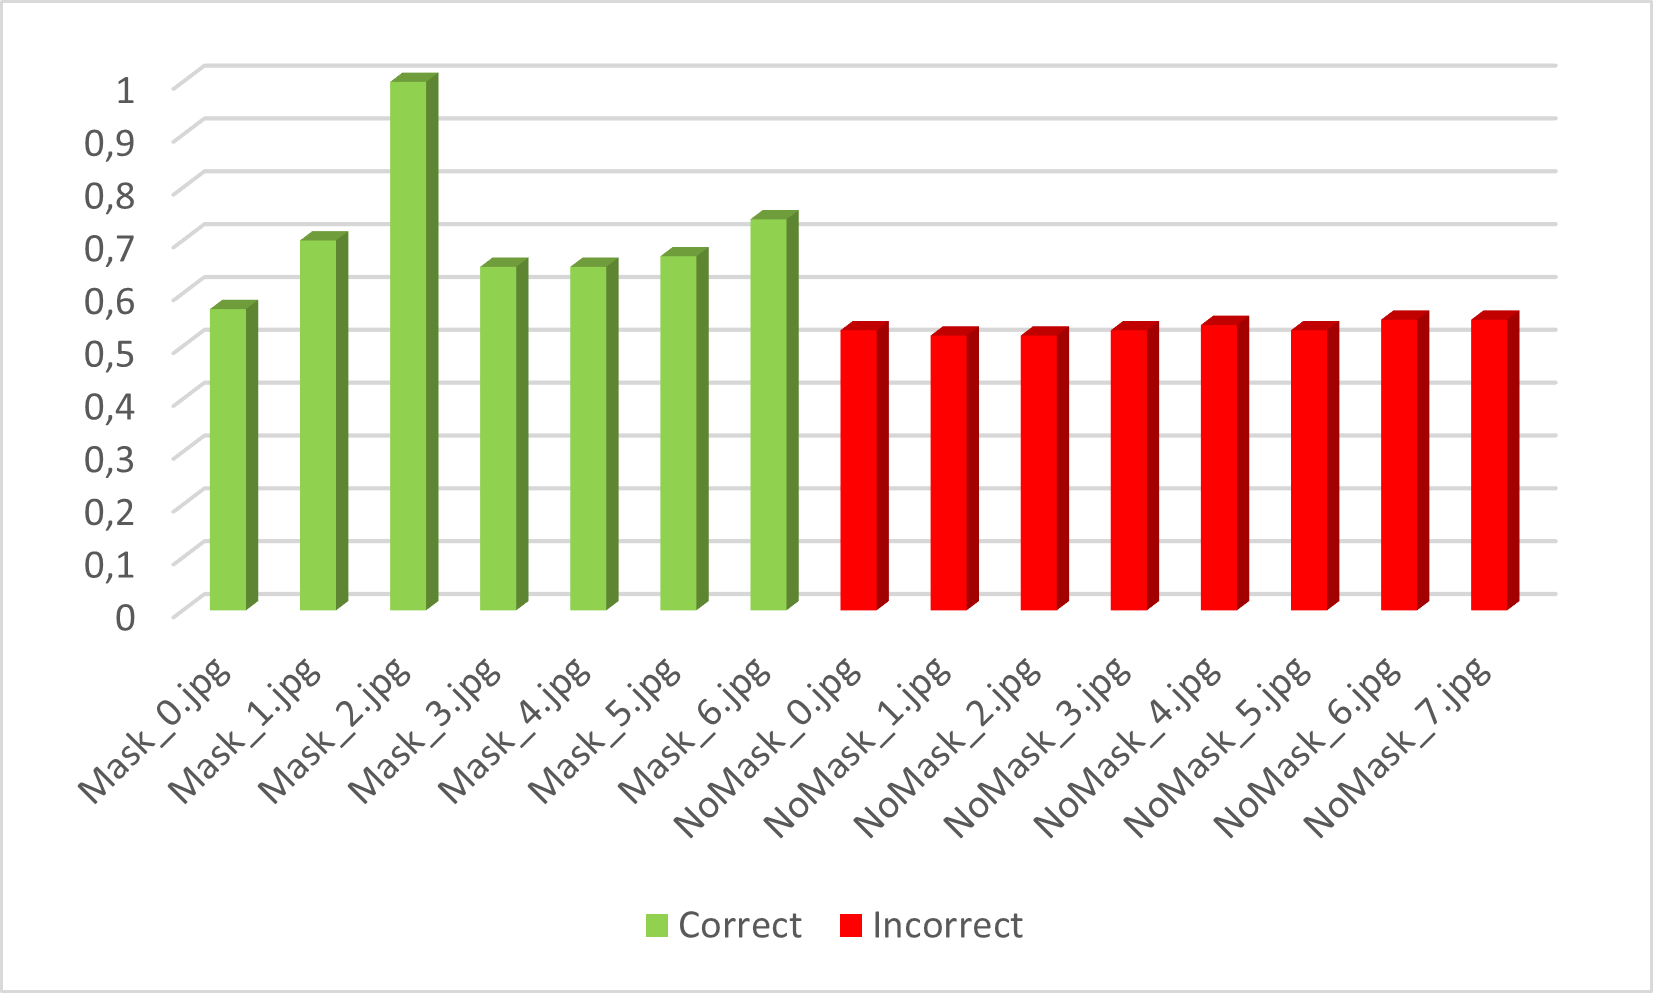 1
0,9
0,8
0,7
0,6
0,5
0,4
0,3
0,2
0,1
0
Mask_0.jpg
Mask_1.jpg
Mask_2.jpg
Mask_3.jpg
Mask_4.jpg
Mask_5.jpg
Mask_6.jpg
NoMask_0.jpg
NoMask_1.jpg
NoMask_2.jpg
NoMask_3.jpg
NoMask_4.jpg
NoMask_5.jpg
NoMask_6.jpg
NoMask_7.jpg
Correct Incorrect